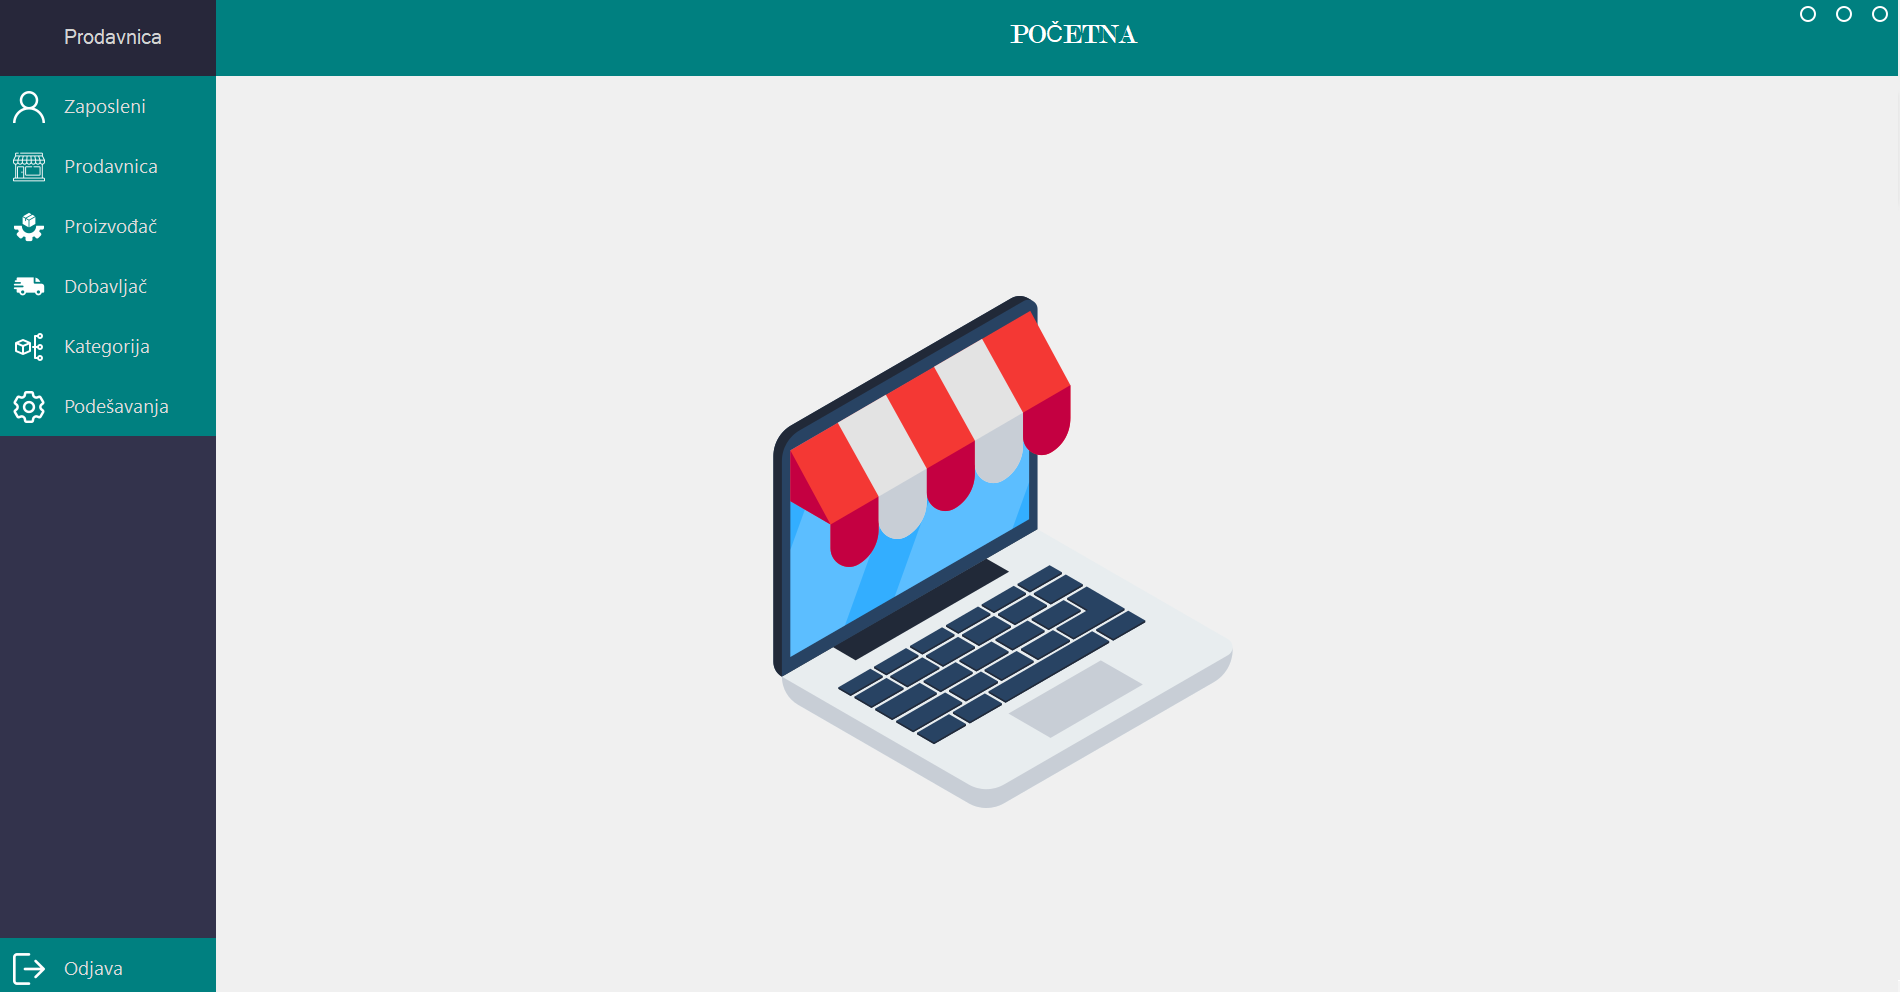 Prodavnica
POČETNA
Zaposleni
Prodavnica
Proizvođač
Dobavljač
Kategorija
Podešavanja
Odjava